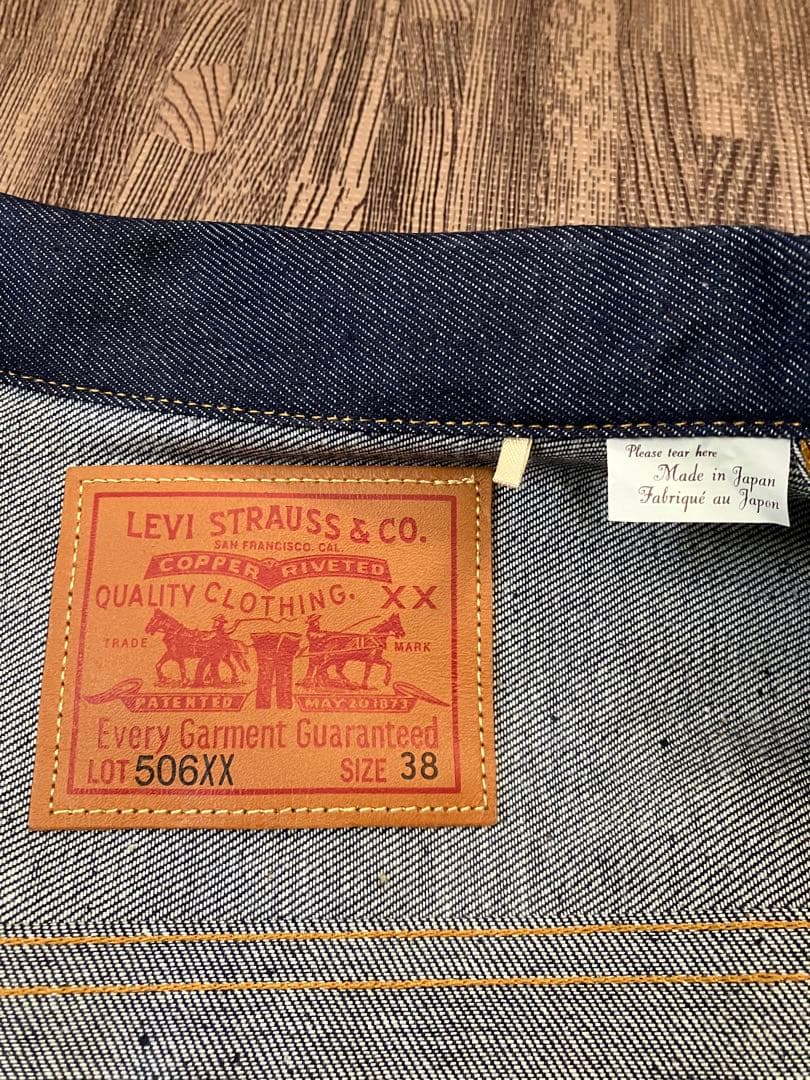 Please tear here
Made in Japan
Fabriqué au Japon
LEVI STRAUSS & CO.
SAN FRANCISCO. CAL.
COPPER RIVETED
QUALITY CLOTHING. XX
TRADE MARK
PATENTED MAY 20 1873
Every Garment Guaranteed
LOT 506XX SIZE 38